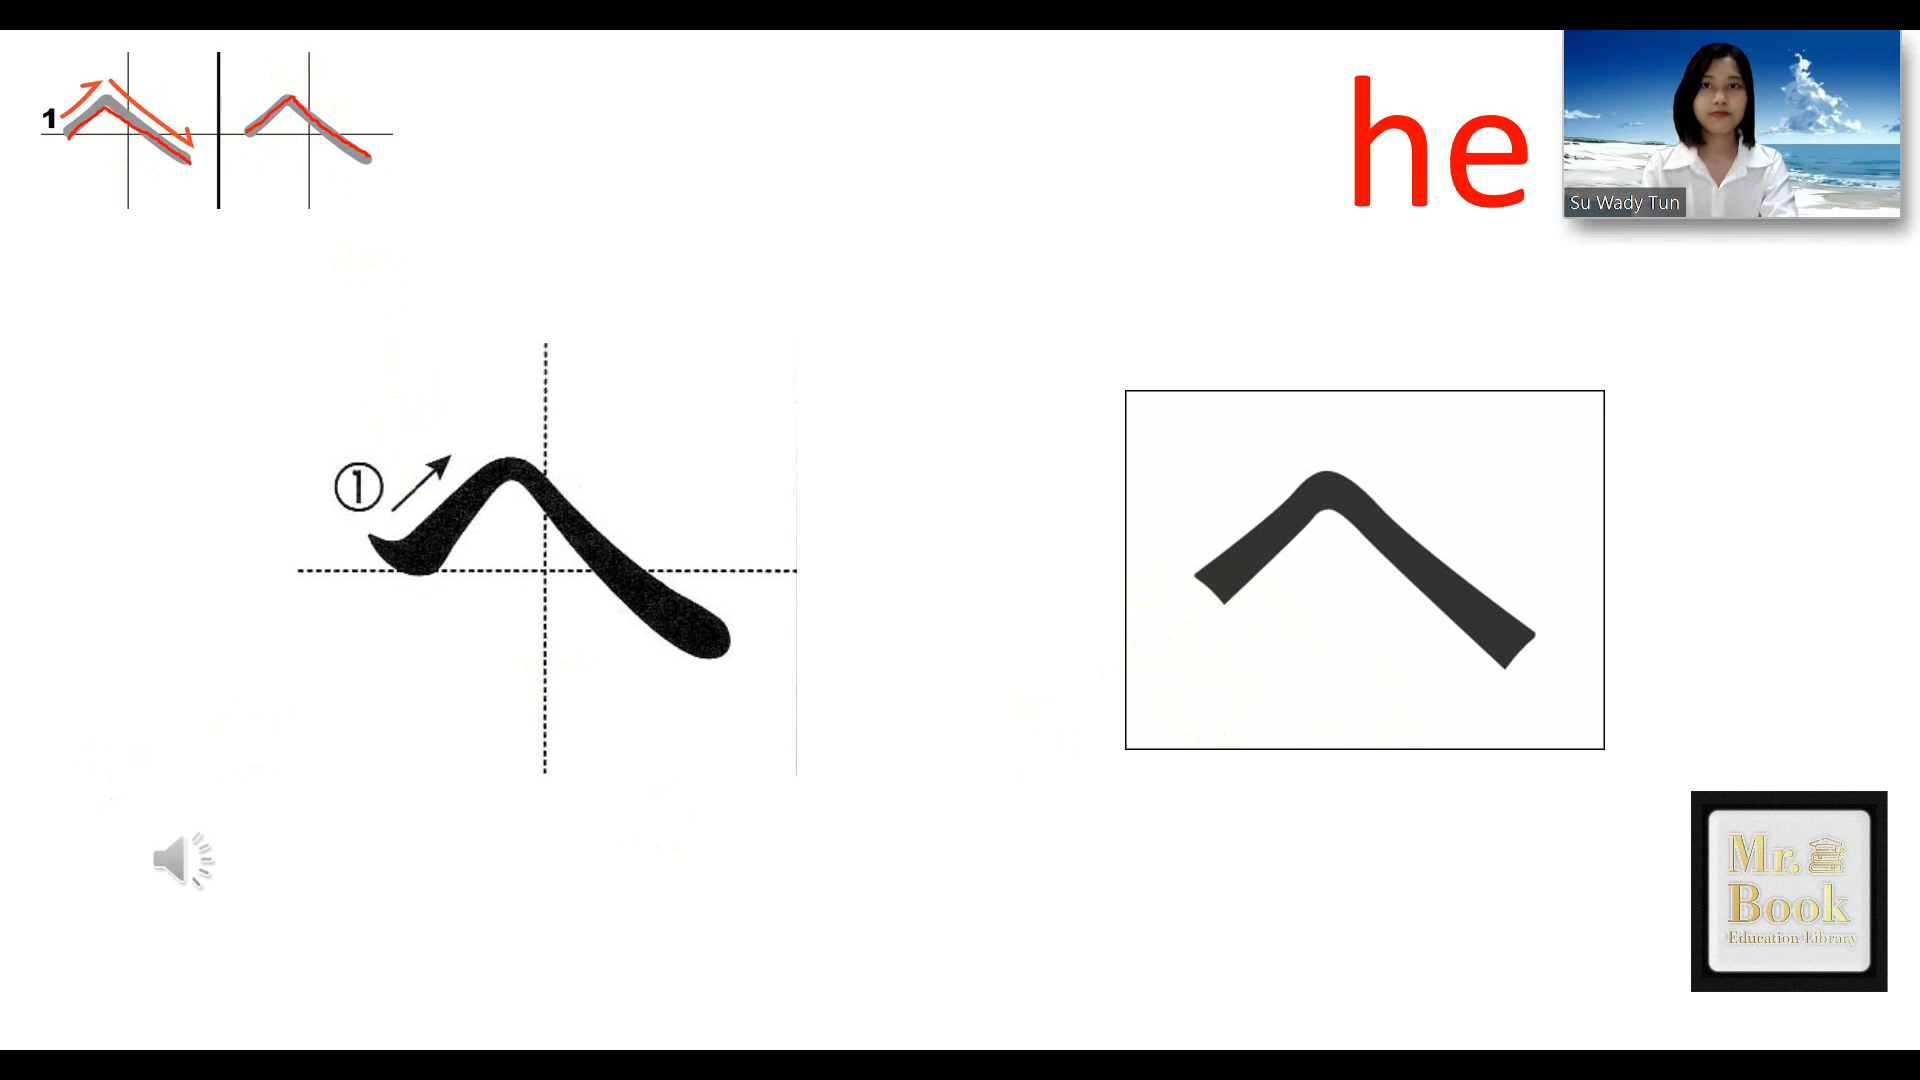 1
he
Su Wady Tun
①
へ
へ
Mr.
Book
Education Library